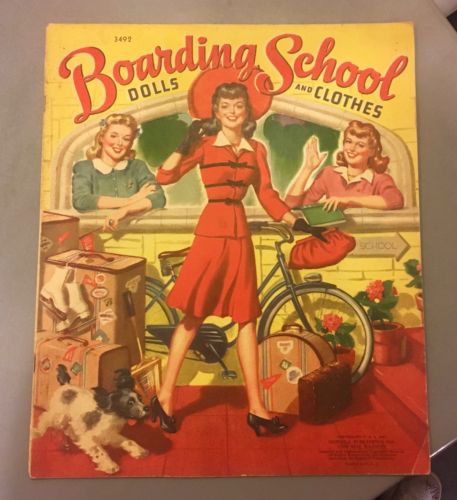 3492
Boarding School
DOLLS AND CLOTHES
SCHOOL